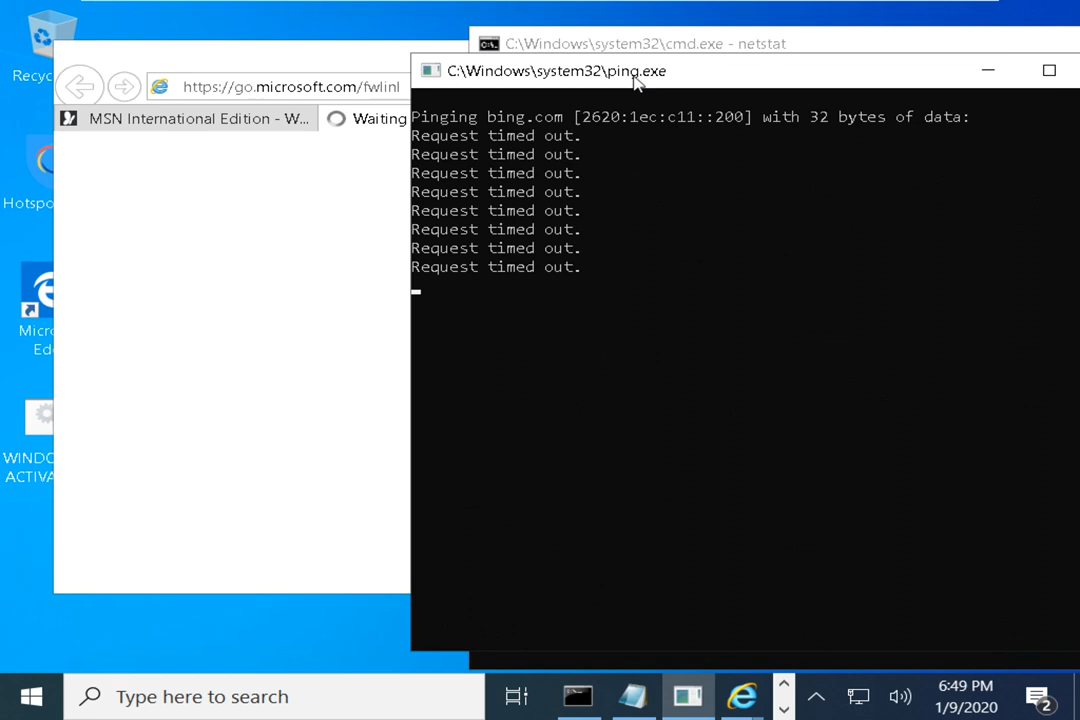 Recyc
Hotspo
Micro
Ed
WINDO
ACTIVA
C:\Windows\system32\cmd.exe - netstat
C:\Windows\system32\ping.exe
https://go.microsoft.com/fwlinl
MSN International Edition - W...
Waiting
Pinging bing.com [2620:1ec:c11::200] with 32 bytes of data:
Request timed out.
Request timed out.
Request timed out.
Request timed out.
Request timed out.
Request timed out.
Request timed out.
Request timed out.
Type here to search
6:49 PM
1/9/2020
2